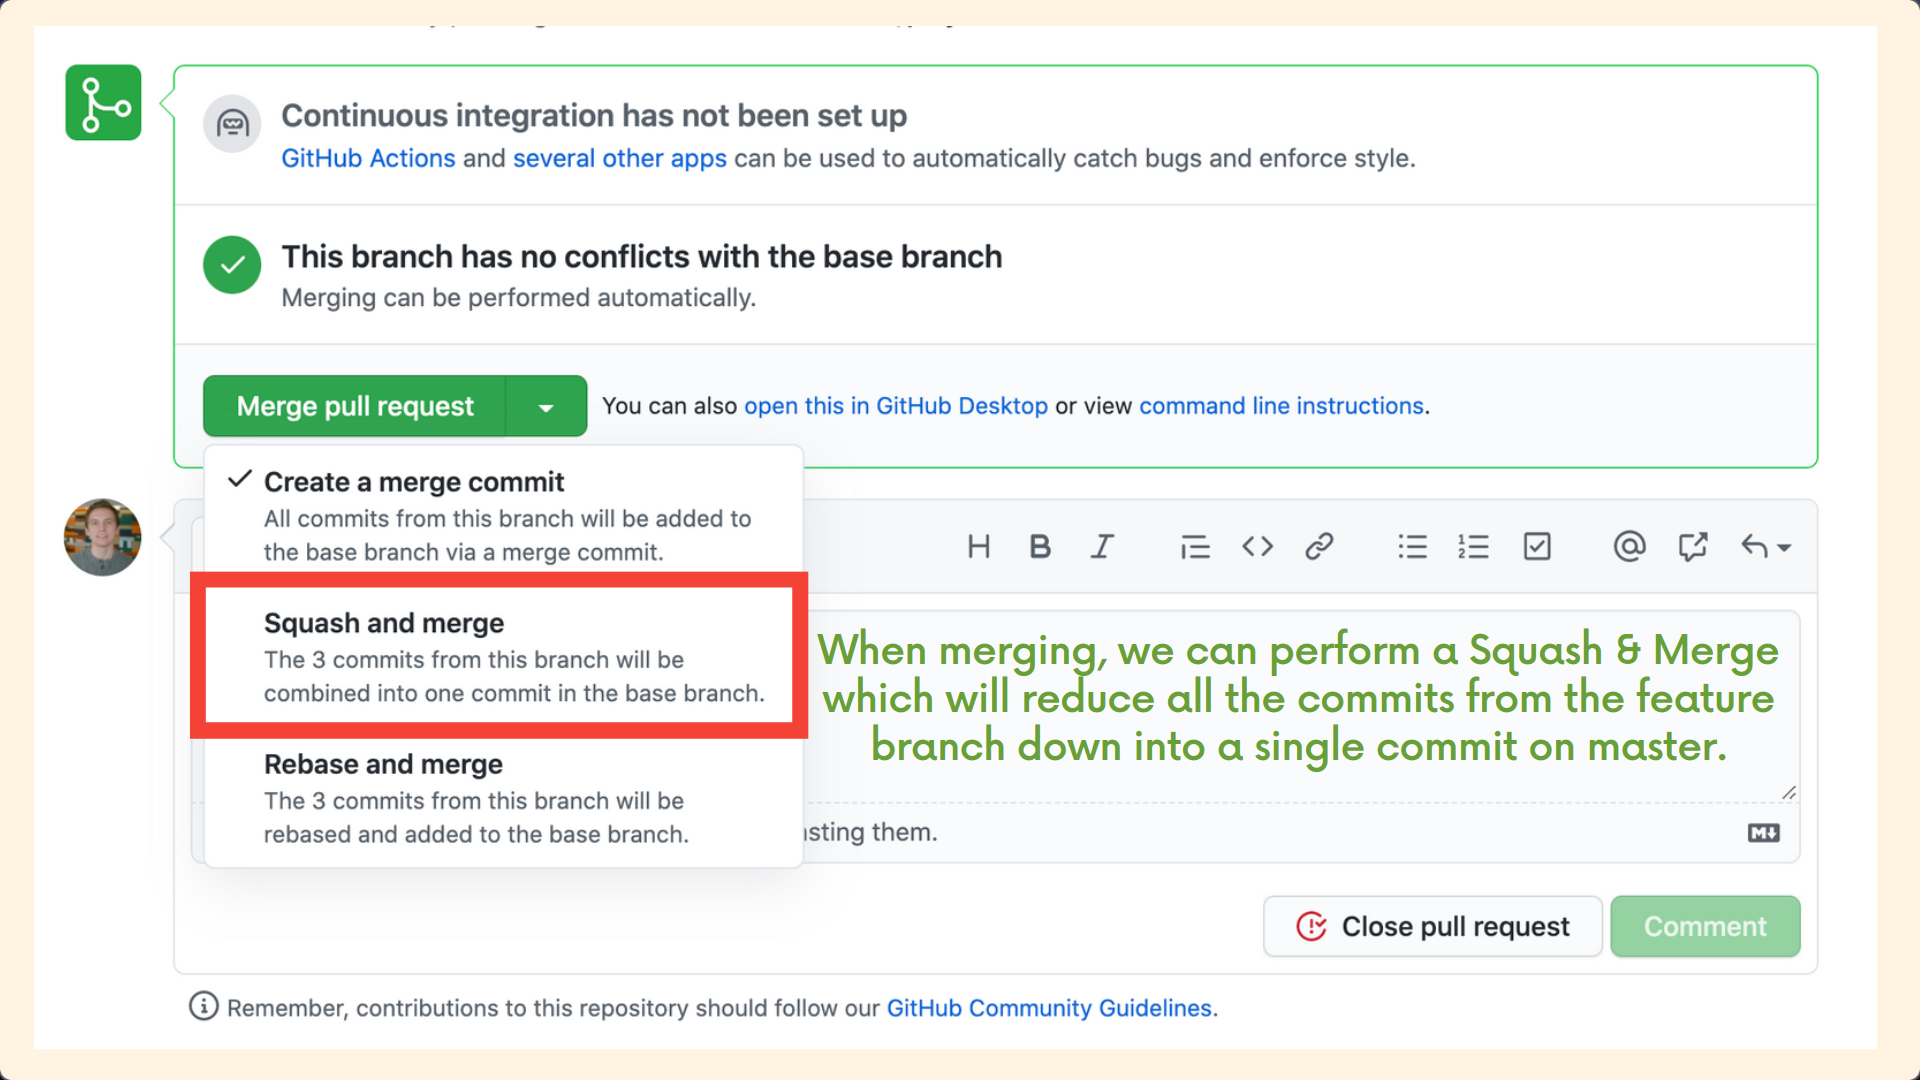 Continuous integration has not been set up
GitHub Actions and several other apps can be used to automatically catch bugs and enforce style.
This branch has no conflicts with the base branch
Merging can be performed automatically.
Merge pull request
You can also open this in GitHub Desktop or view command line instructions.
Create a merge commit
All commits from this branch will be added to
the base branch via a merge commit.
H B I
Squash and merge
The 3 commits from this branch will be
combined into one commit in the base branch.
When merging, we can perform a Squash & Merge
which will reduce all the commits from the feature
branch down into a single commit on master.
Rebase and merge
The 3 commits from this branch will be
rebased and added to the base branch.
them.
Close pull request
Comment
Remember, contributions to this repository should follow our GitHub Community Guidelines.